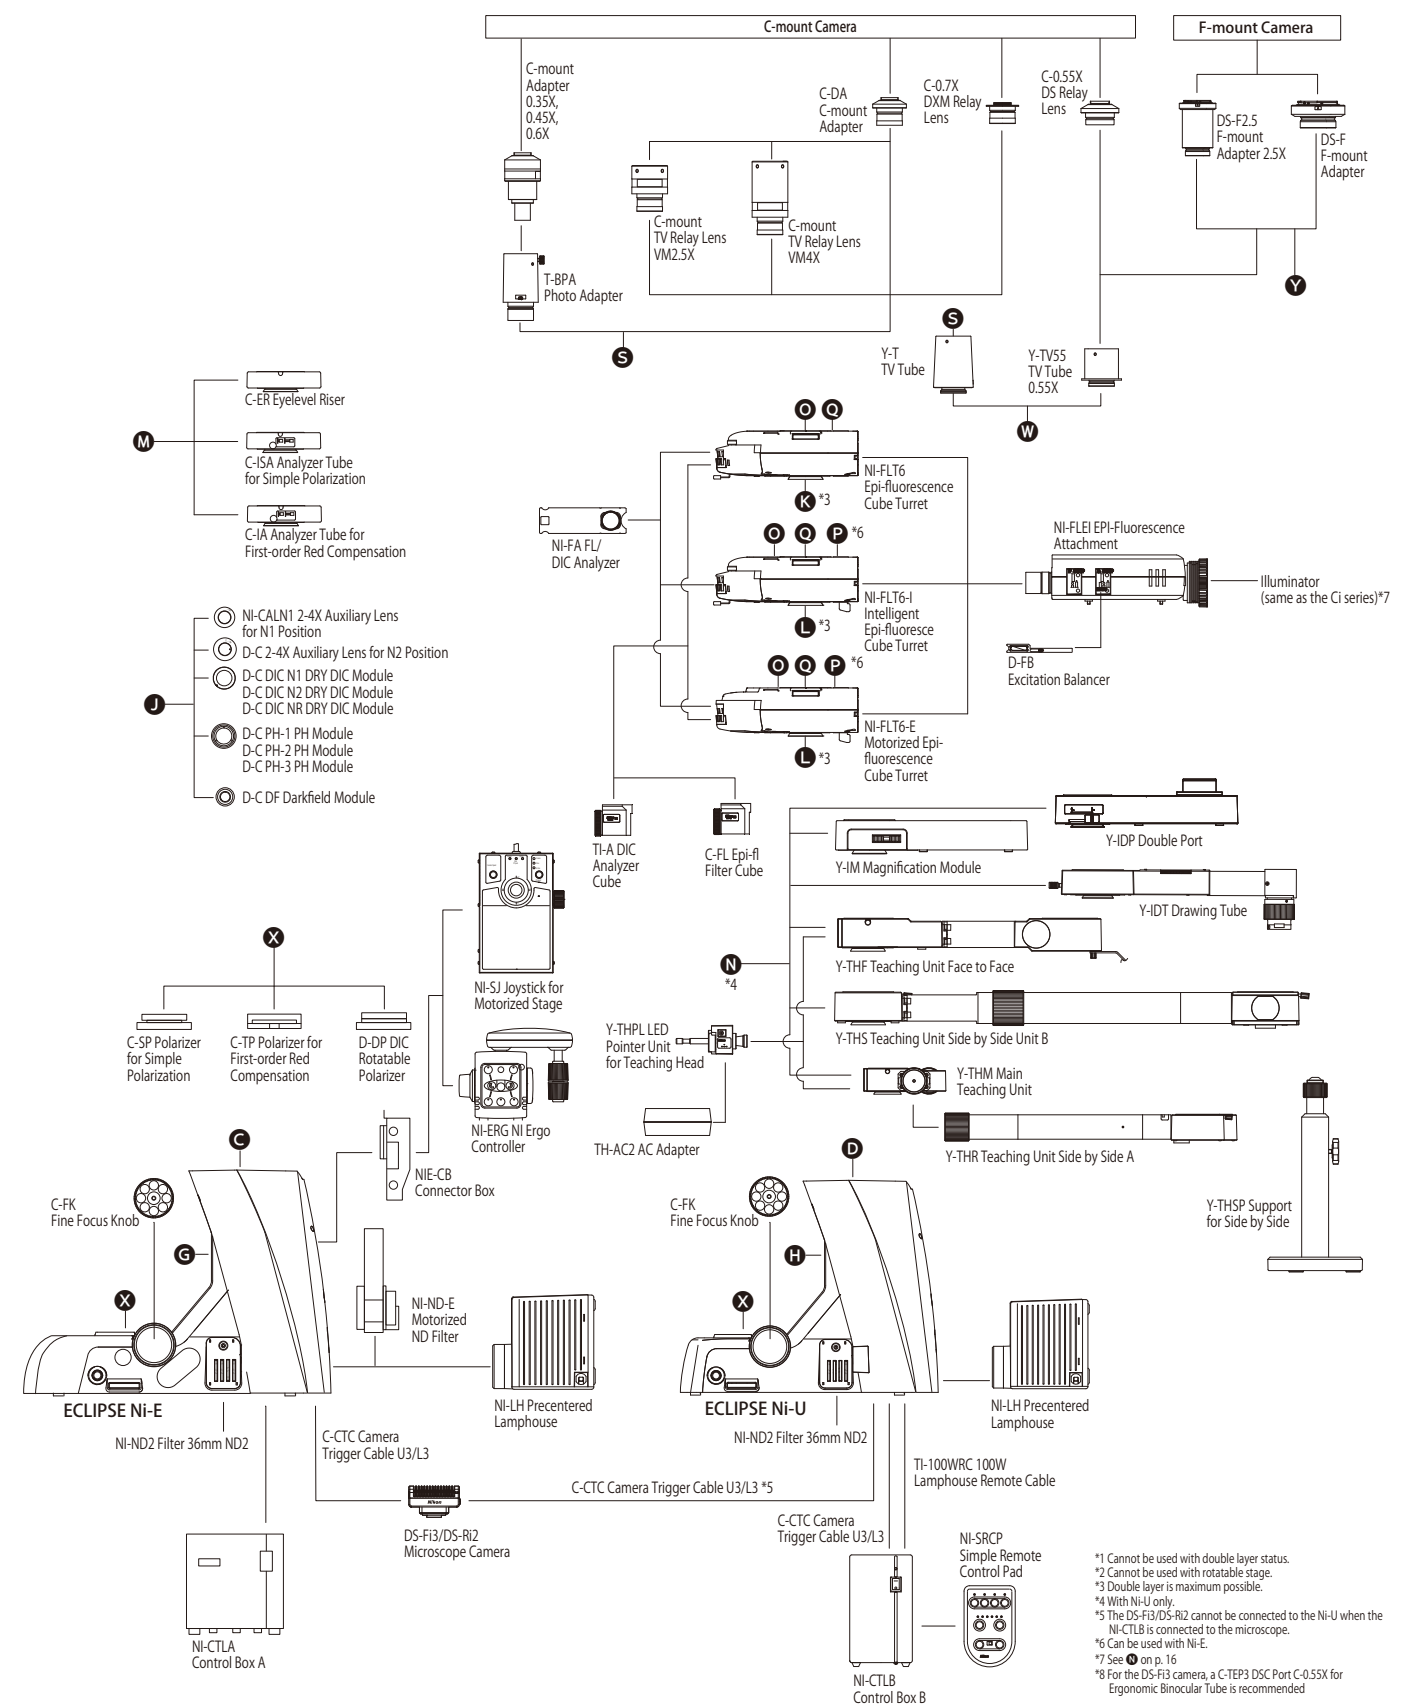 C-mount Camera
F-mount Camera
C-mount
Adapter
0.35X,
0.45X,
0.6X
C-DA
C-mount
Adapter
C-0.7X
DXM Relay
Lens
C-0.55X
DS Relay
Lens
DS-F2.5
F-mount
Adapter 2.5X
DS-F
F-mount
Adapter
C-mount
TV Relay Lens
VM2.5X
C-mount
TV Relay Lens
VM4X
T-BPA
Photo Adapter
Y
S
S
Y-T
TV Tube
Y-TV55
TV Tube
0.55X
W
C-ER Eyelevel Riser
M
C-ISA Analyzer Tube
for Simple Polarization
C-IA Analyzer Tube for
First-order Red Compensation
O Q
NI-FLT6
Epi-fluorescence
Cube Turret
K *3
NI-FA FL/
DIC Analyzer
O Q P *6
NI-FLT6-I
Intelligent
Epi-fluoresce
Cube Turret
L *3
NI-FLEI EPI-Fluorescence
Attachment
Illuminator
(same as the Ci series)*7
D-FB
Excitation Balancer
O Q P *6
NI-FLT6-E
Motorized Epi-
fluorescence
Cube Turret
L *3
J
NI-CALN1 2-4X Auxiliary Lens
for N1 Position
D-C 2-4X Auxiliary Lens for N2 Position
D-C DIC N1 DRY DIC Module
D-C DIC N2 DRY DIC Module
D-C DIC NR DRY DIC Module
D-C PH-1 PH Module
D-C PH-2 PH Module
D-C PH-3 PH Module
D-C DF Darkfield Module
TI-A DIC
Analyzer
Cube
C-FL Epi-fl
Filter Cube
Y-IDP Double Port
Y-IM Magnification Module
Y-IDT Drawing Tube
Y-THF Teaching Unit Face to Face
N
*4
Y-THS Teaching Unit Side by Side Unit B
Y-THPL LED
Pointer Unit
for Teaching Head
Y-THM Main
Teaching Unit
TH-AC2 AC Adapter
Y-THR Teaching Unit Side by Side A
Y-THSP Support
for Side by Side
X
C-SP Polarizer
for Simple
Polarization
C-TP Polarizer for
First-order Red
Compensation
D-DP DIC
Rotatable
Polarizer
NI-SJ Joystick for
Motorized Stage
NI-ERG NI Ergo
Controller
NIE-CB
Connector Box
C
C-FK
Fine Focus Knob
G
X
NI-ND-E
Motorized
ND Filter
ECLIPSE Ni-E
NI-LH Precentered
Lamphouse
NI-ND2 Filter 36mm ND2
C-CTC Camera
Trigger Cable U3/L3
D
C-FK
Fine Focus Knob
H
X
ECLIPSE Ni-U
NI-LH Precentered
Lamphouse
NI-ND2 Filter 36mm ND2
TI-100WRC 100W
Lamphouse Remote Cable
C-CTC Camera Trigger Cable U3/L3 *5
Nikon
DS-Fi3/DS-Ri2
Microscope Camera
C-CTC Camera
Trigger Cable U3/L3
NI-SRCP
Simple Remote
Control Pad
NI-CTLA
Control Box A
NI-CTLB
Control Box B
*1 Cannot be used with double layer status.
*2 Cannot be used with rotatable stage.
*3 Double layer is maximum possible.
*4 With Ni-U only.
*5 The DS-Fi3/DS-Ri2 cannot be connected to the Ni-U when the
NI-CTLB is connected to the microscope.
*6 Can be used with Ni-E.
*7 See N on p. 16
*8 For the DS-Fi3 camera, a C-TEP3 DSC Port C-0.55X for
Ergonomic Binocular Tube is recommended